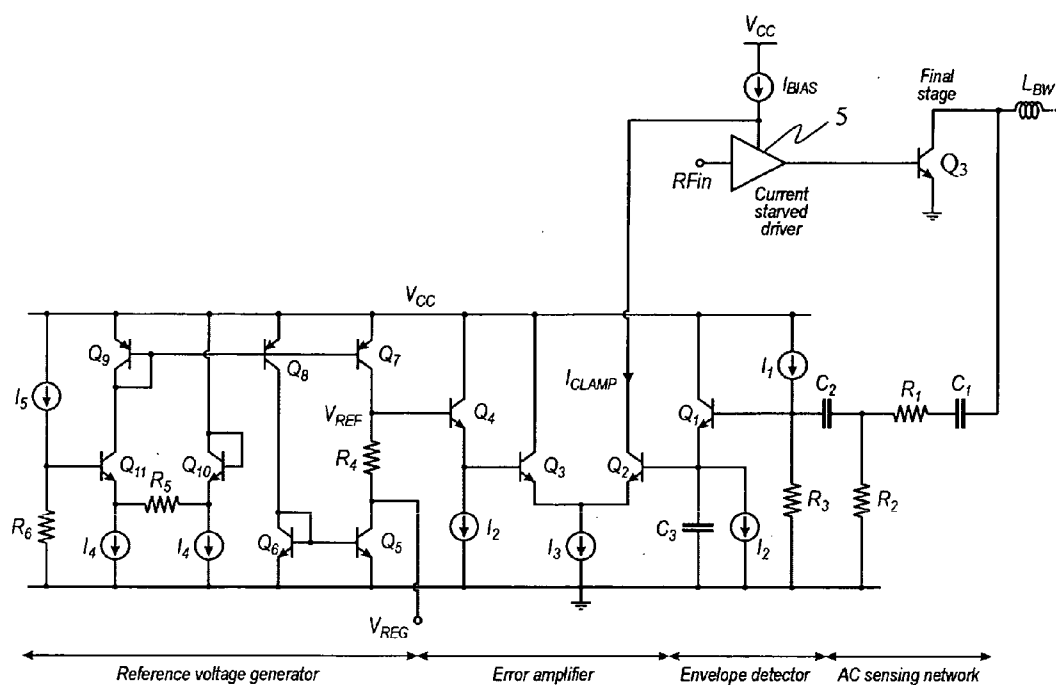 V_CC
I_BIAS
Final stage
L_BW
5
RFin
Q_3
Current starved driver
V_CC
Q_9
Q_8
Q_7
I_5
V_REF
Q_4
I_CLAMP
Q_1
I_1
C_2
R_1
C_1
Q_11
Q_10
R_4
Q_3
Q_2
R_5
R_6
I_4
I_4
Q_6
Q_5
I_2
I_3
C_3
I_2
R_3
R_2
V_REG
Reference voltage generator
Error amplifier
Envelope detector
AC sensing network